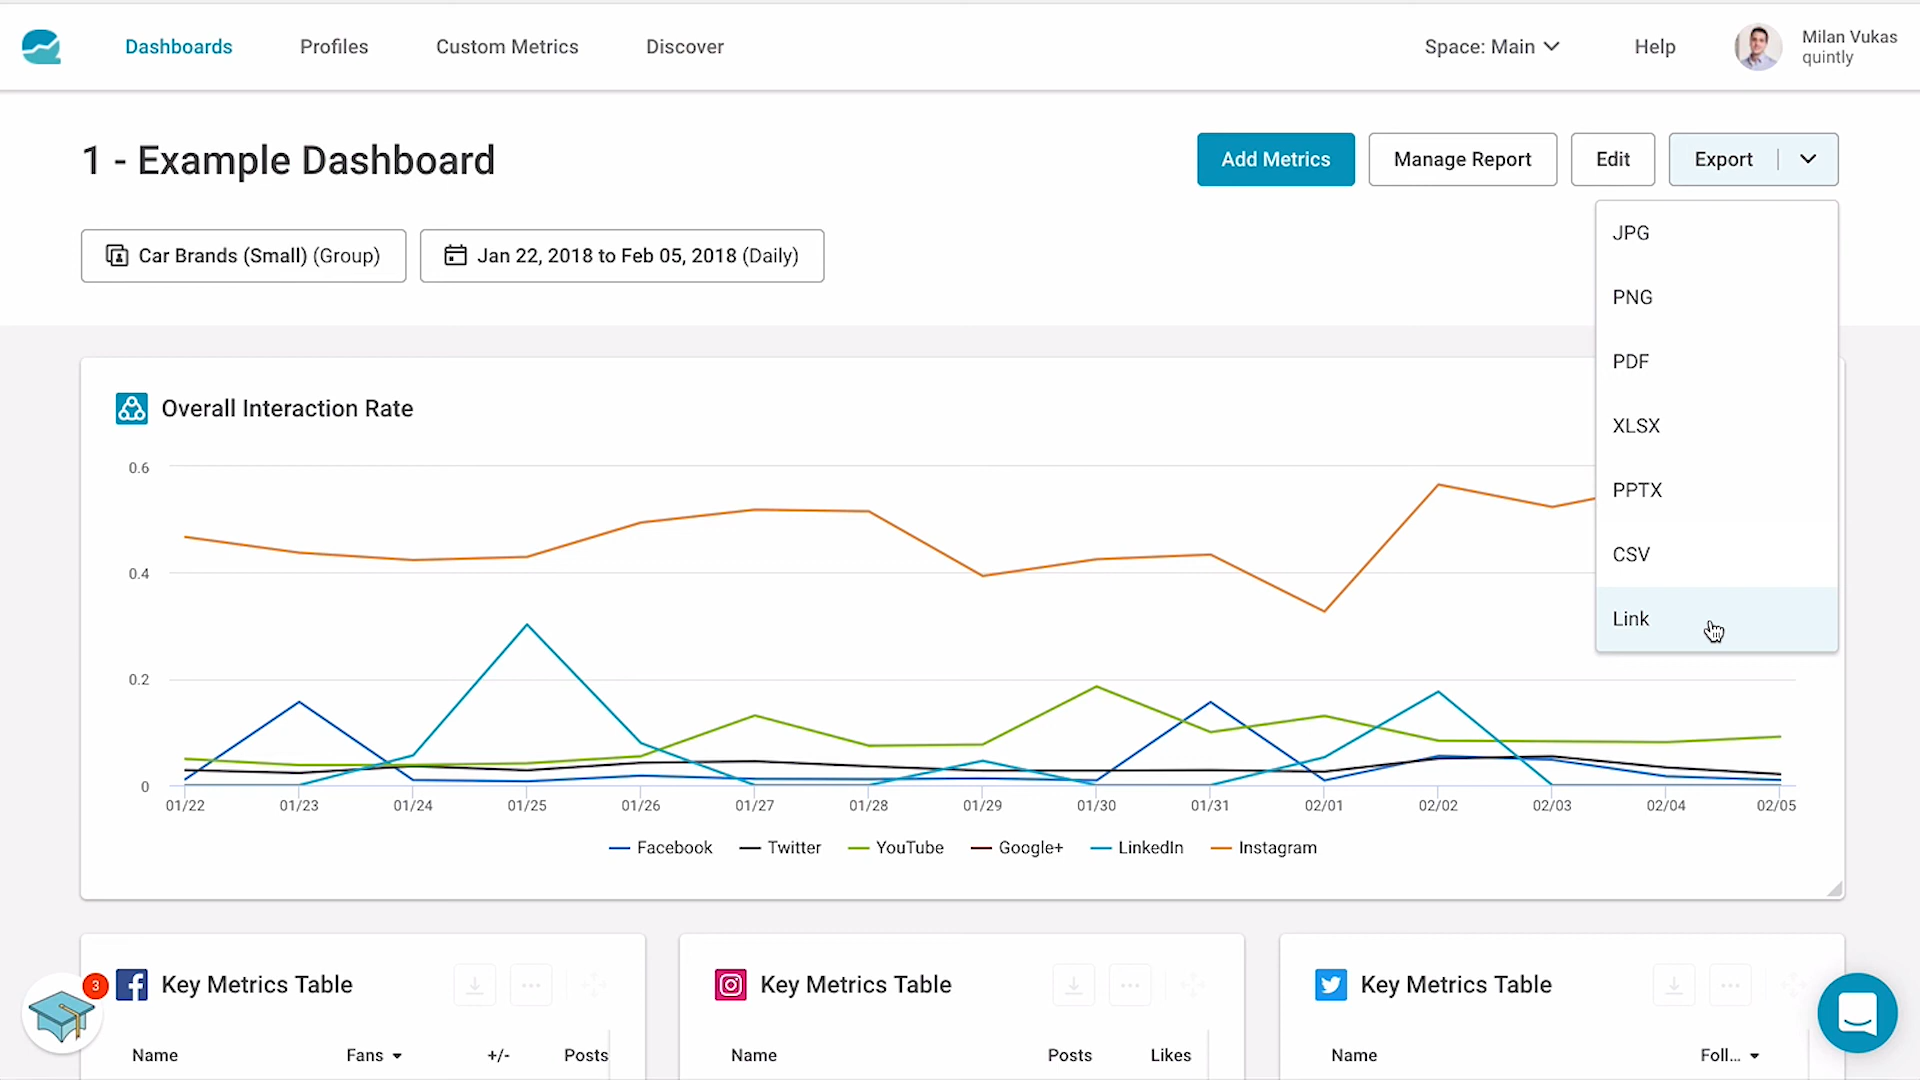 Dashboards Profiles Custom Metrics Discover Space: Main Help Milan Vukas
quintly
1 - Example Dashboard Add Metrics Manage Report Edit Export
Car Brands (Small) (Group) Jan 22, 2018 to Feb 05, 2018 (Daily)
JPG
PNG
PDF
XLSX
PPTX
CSV
Link
Overall Interaction Rate
0.6
0.4
0.2
0
01/22 01/23 01/24 01/25 01/26 01/27 01/28 01/29 01/30 01/31 02/01 02/02 02/03 02/04 02/05
Facebook Twitter YouTube Google+ LinkedIn Instagram
3
Key Metrics Table Key Metrics Table Key Metrics Table
Name Fans +/- Posts Name Posts Likes Name Foll...